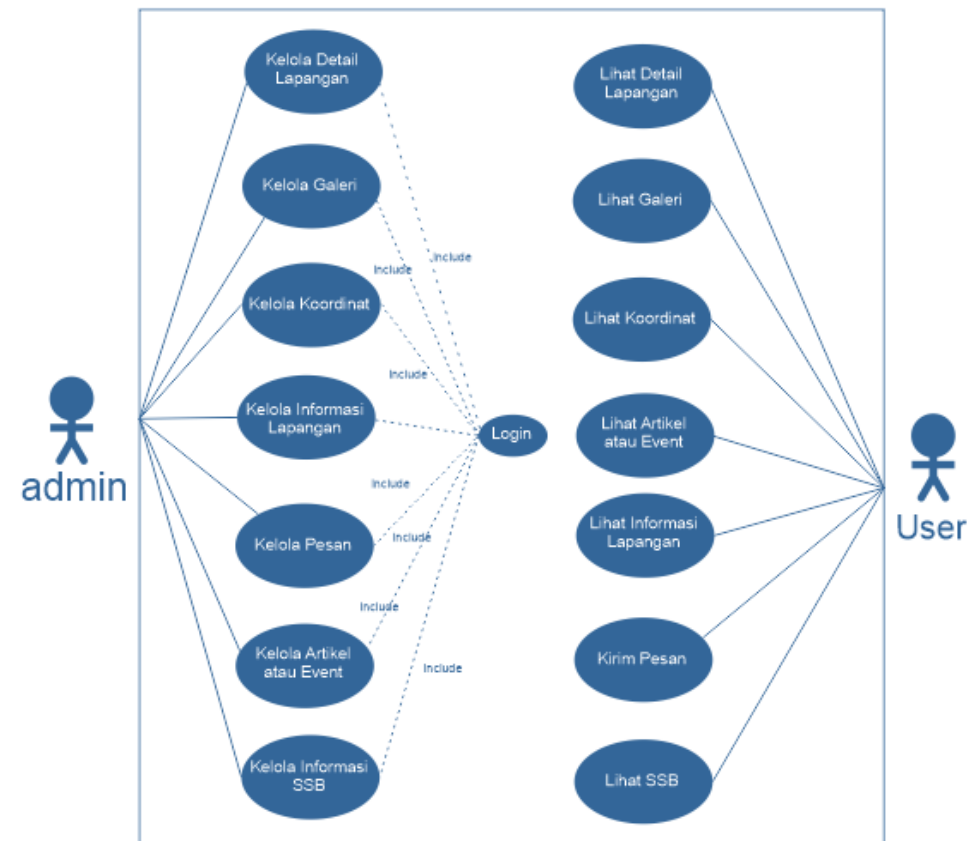 Kelola Detail
Lapangan
Kelola Galeri
Kelola Koordinat
Kelola Informasi
Lapangan
Kelola Pesan
Kelola Artikel
atau Event
Kelola Informasi
SSB
admin
Include
Include
Include
Include
Include
Include
Include
Login
Lihat Detail
Lapangan
Lihat Galeri
Lihat Koordinat
Lihat Artikel
atau Event
Lihat Informasi
Lapangan
Kirim Pesan
Lihat SSB
User